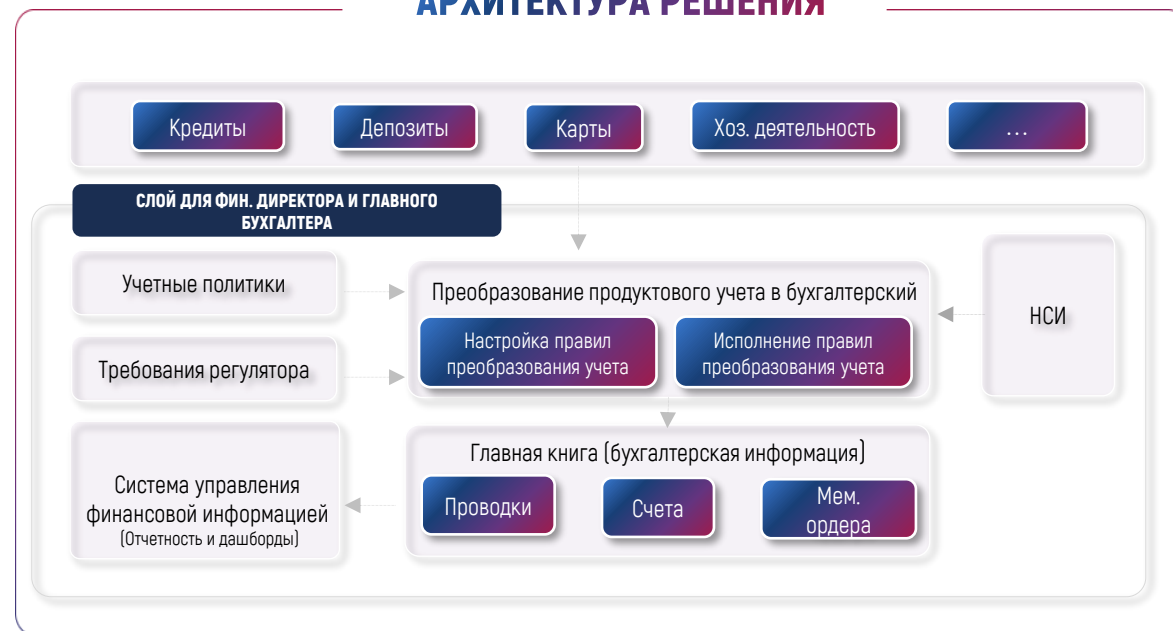 АРХИТЕКТУРА РЕШЕНИЯ
Кредиты
Депозиты
Карты
Хоз. деятельность
...
СЛОЙ ДЛЯ ФИН. ДИРЕКТОРА И ГЛАВНОГО
БУХГАЛТЕРА
Учетные политики
Требования регулятора
Преобразование продуктового учета в бухгалтерский
Настройка правил
преобразования учета
Исполнение правил
преобразования учета
НСИ
Система управления
финансовой информацией
(Отчетность и дашборды)
Главная книга (бухгалтерская информация)
Проводки
Счета
Мем.
ордера